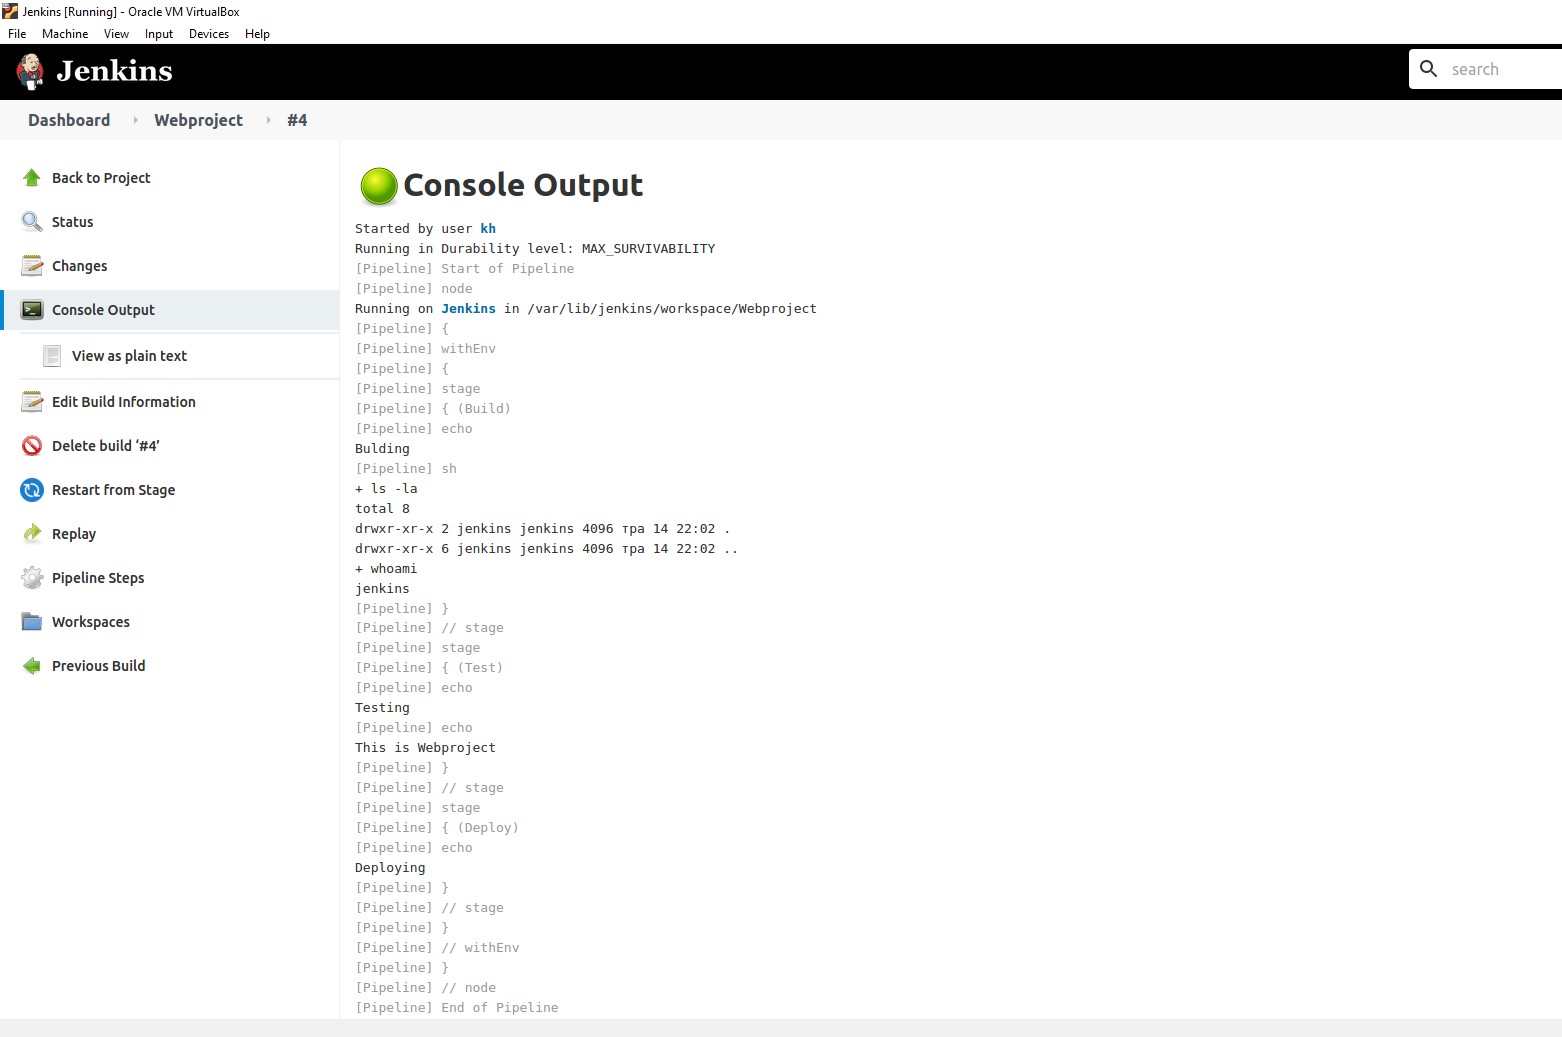 Jenkins [Running] - Oracle VM VirtualBox
File Machine View Input Devices Help
Jenkins
search
Dashboard Webproject #4
Back to Project
Status
Changes
Console Output
View as plain text
Edit Build Information
Delete build ‘#4’
Restart from Stage
Replay
Pipeline Steps
Workspaces
Previous Build
Console Output
Started by user kh
Running in Durability level: MAX_SURVIVABILITY
[Pipeline] Start of Pipeline
[Pipeline] node
Running on Jenkins in /var/lib/jenkins/workspace/Webproject
[Pipeline] {
[Pipeline] withEnv
[Pipeline] {
[Pipeline] stage
[Pipeline] { (Build)
[Pipeline] echo
Bulding
[Pipeline] sh
+ ls -la
total 8
drwxr-xr-x 2 jenkins jenkins 4096 тра 14 22:02 .
drwxr-xr-x 6 jenkins jenkins 4096 тра 14 22:02 ..
+ whoami
jenkins
[Pipeline] }
[Pipeline] // stage
[Pipeline] stage
[Pipeline] { (Test)
[Pipeline] echo
Testing
[Pipeline] echo
This is Webproject
[Pipeline] }
[Pipeline] // stage
[Pipeline] stage
[Pipeline] { (Deploy)
[Pipeline] echo
Deploying
[Pipeline] }
[Pipeline] // stage
[Pipeline] }
[Pipeline] // withEnv
[Pipeline] }
[Pipeline] // node
[Pipeline] End of Pipeline